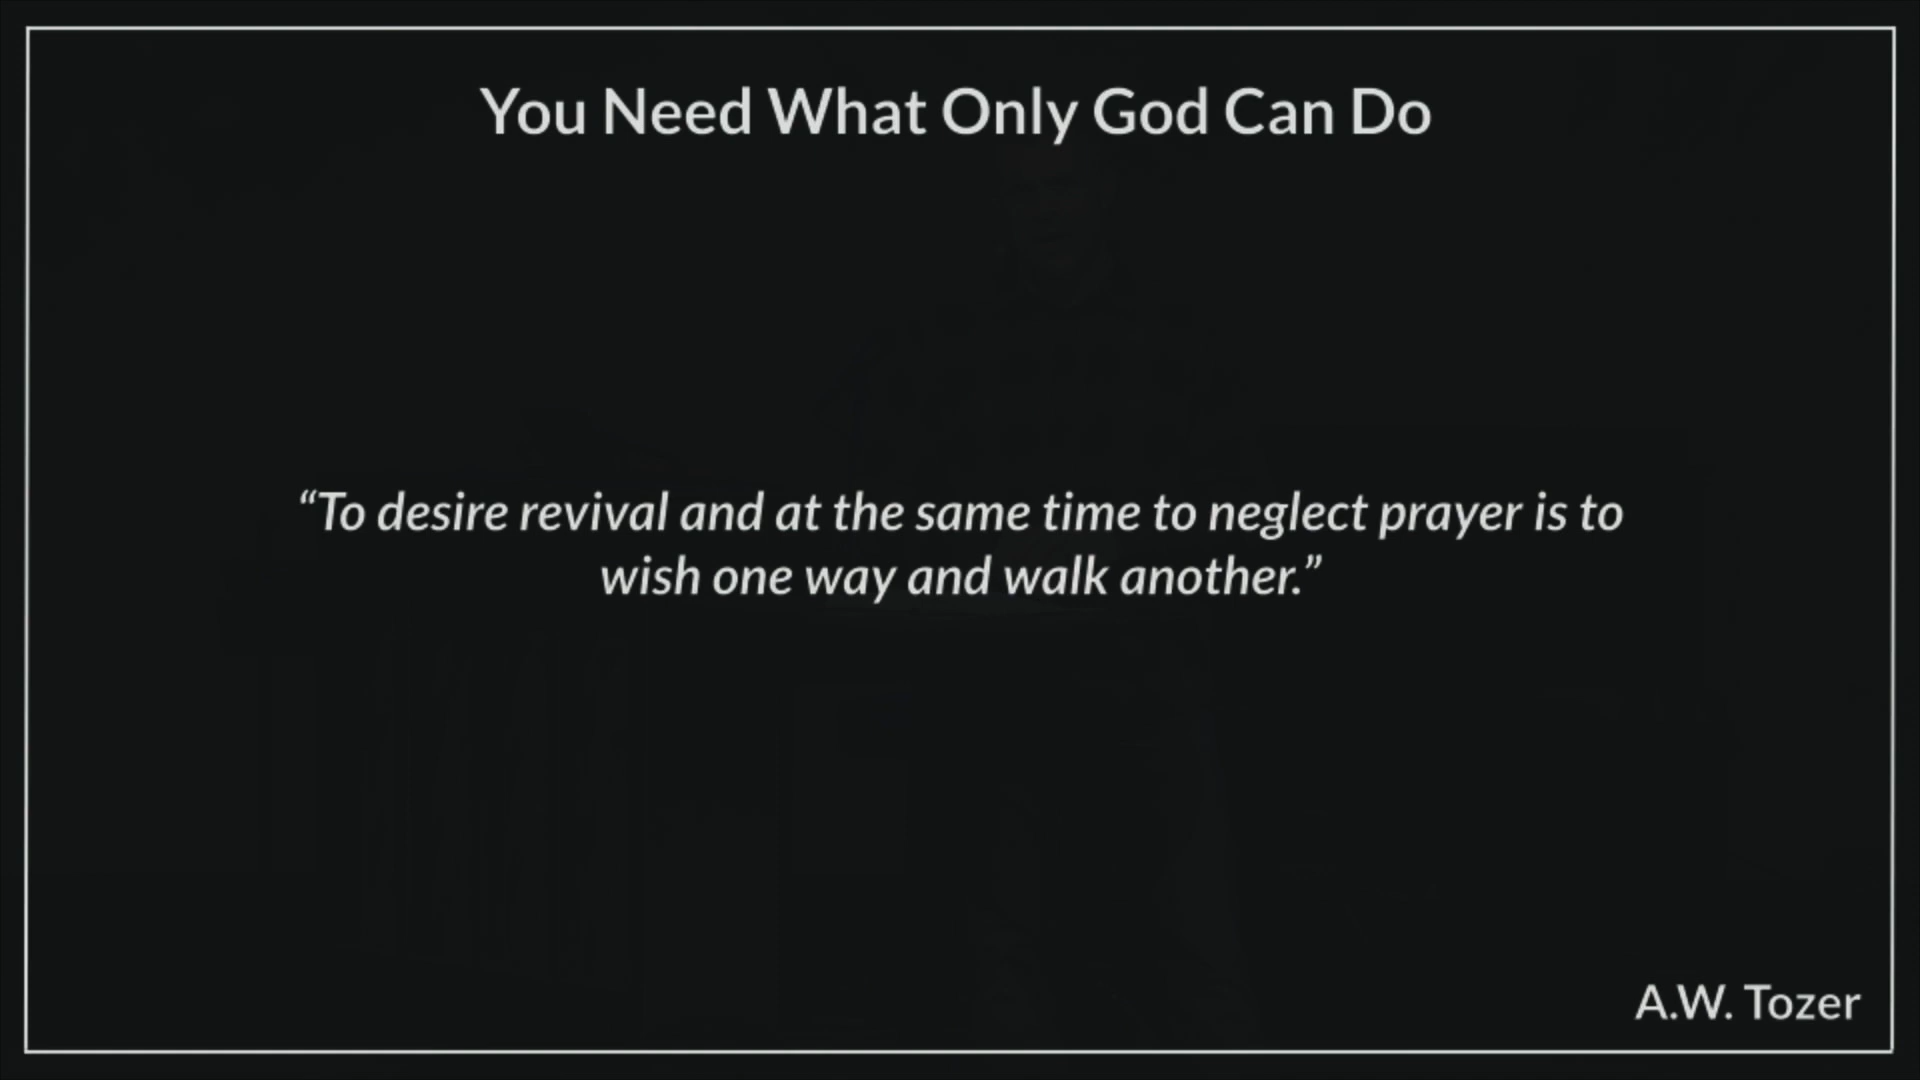 You Need What Only God Can Do
“To desire revival and at the same time to neglect prayer is to
wish one way and walk another.”
A.W. Tozer